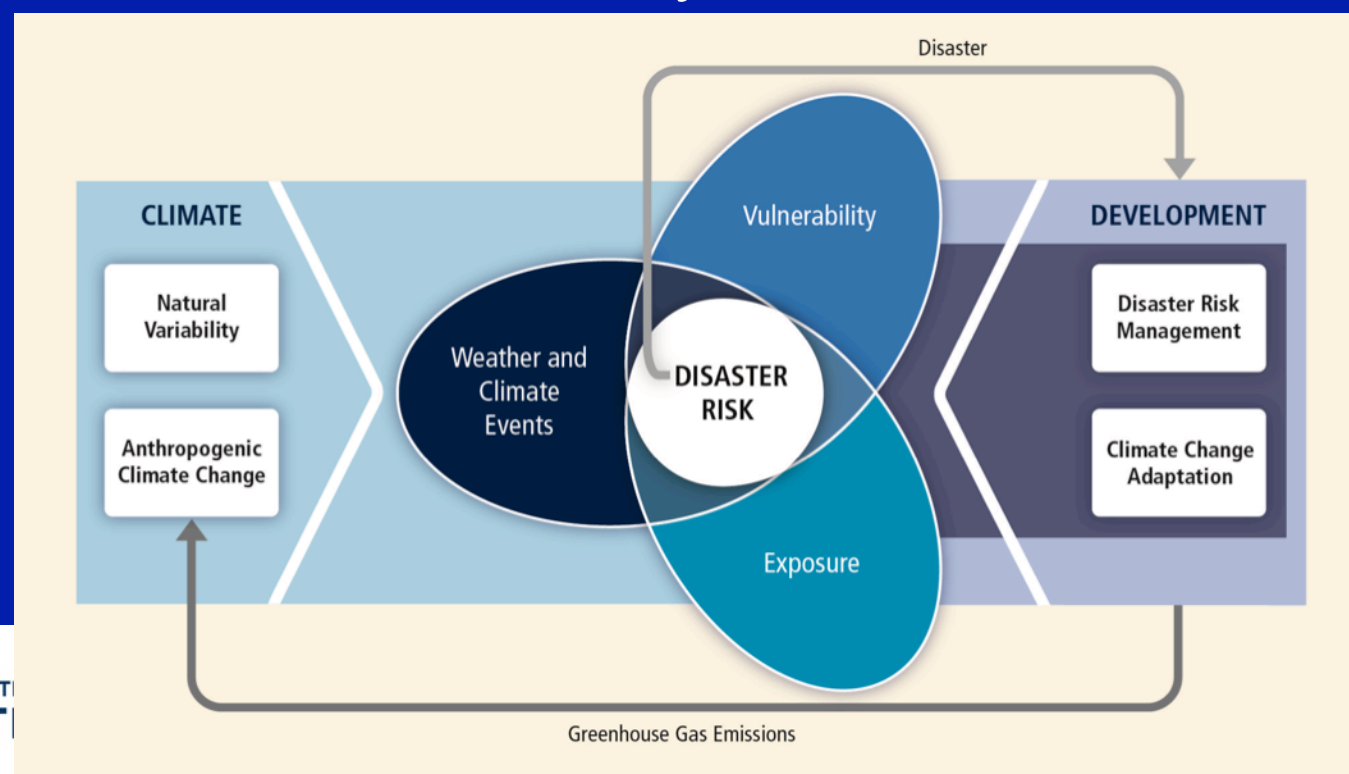 Disaster
CLIMATE
Natural
Variability
Anthropogenic
Climate Change
Weather and
Climate
Events
Vulnerability
DISASTER
RISK
Exposure
DEVELOPMENT
Disaster Risk
Management
Climate Change
Adaptation
Greenhouse Gas Emissions